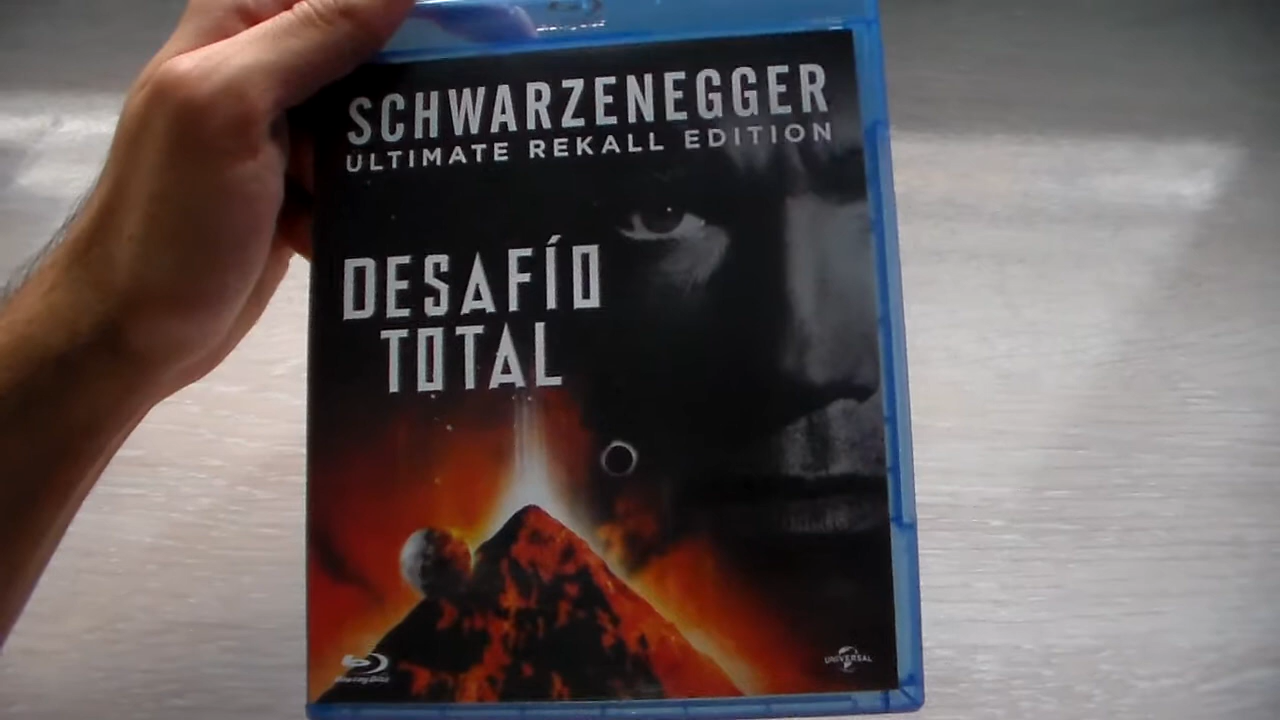 SCHWARZENEGGER
ULTIMATE REKALL EDITION
DESAFÍO
TOTAL
Blu-ray Disc
UNIVERSAL